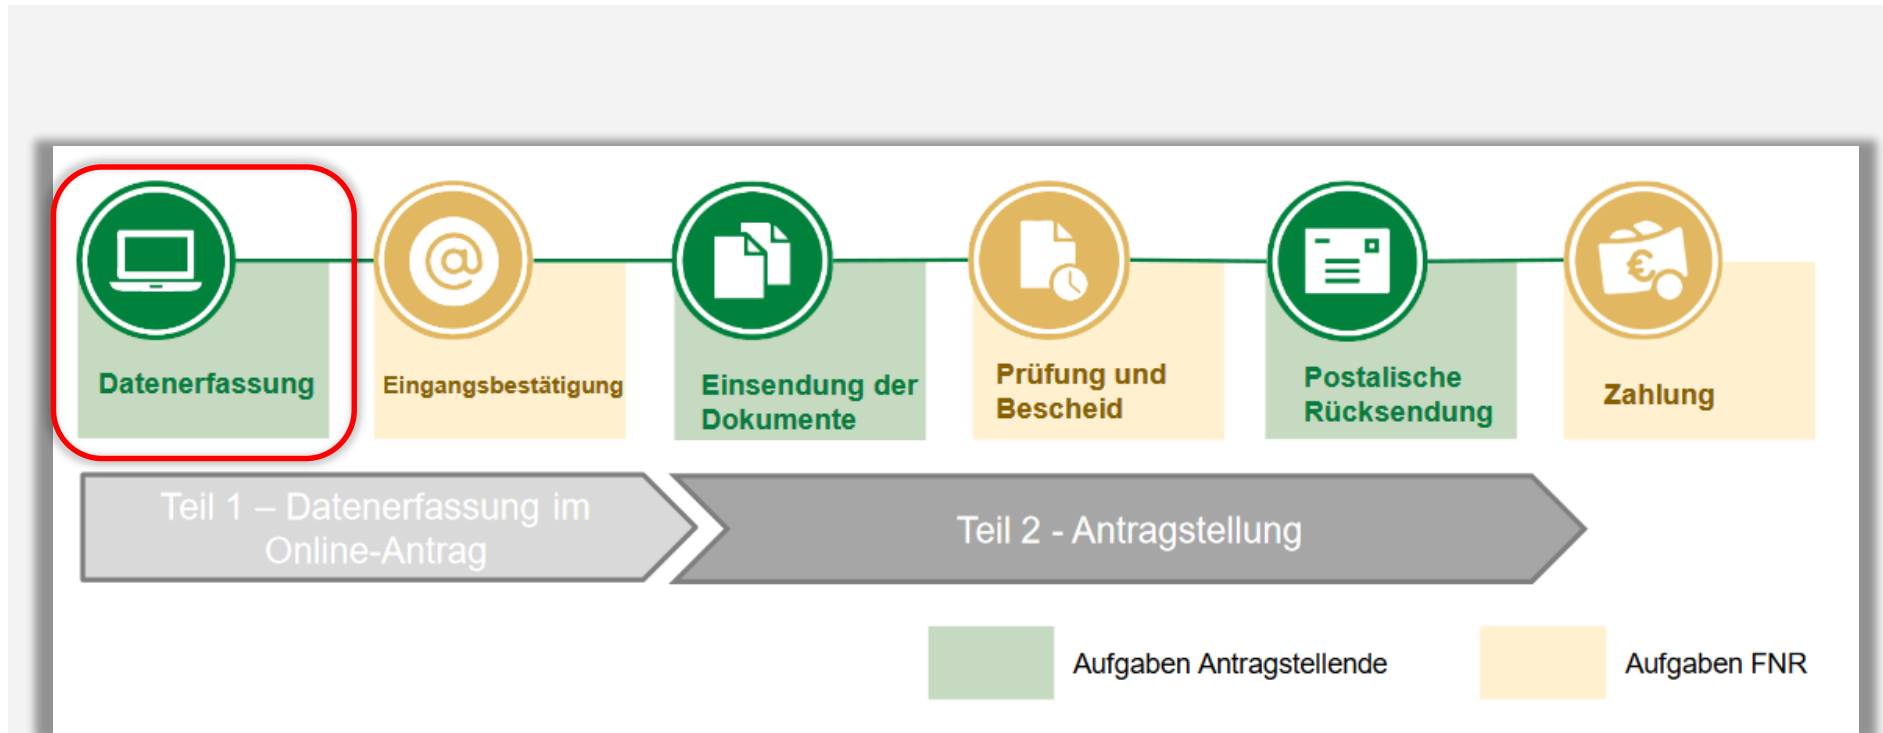 Datenerfassung
Eingangsbestätigung
Einsendung der
Dokumente
Prüfung und
Bescheid
Postalische
Rücksendung
Zahlung
Teil 1 – Datenerfassung im
Online-Antrag
Teil 2 - Antragstellung
Aufgaben Antragstellende
Aufgaben FNR